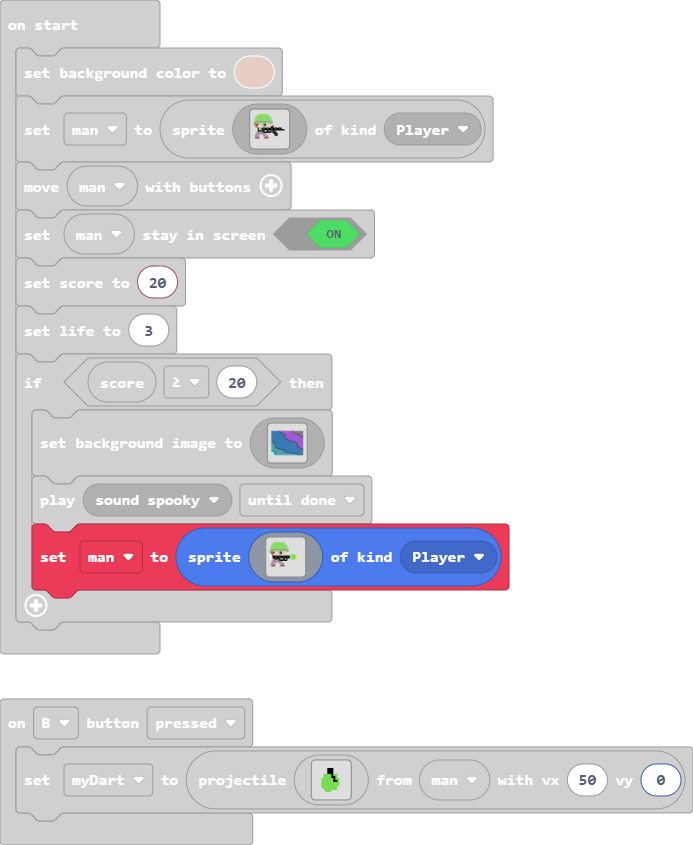 on start
set background color to
set man to sprite of kind Player
move man with buttons
set man stay in screen ON
set score to 20
set life to 3
if score ≥ 20 then
set background image to
play sound spooky until done
set man to sprite of kind Player
on B button pressed
set myDart to projectile from man with vx 50 vy 0